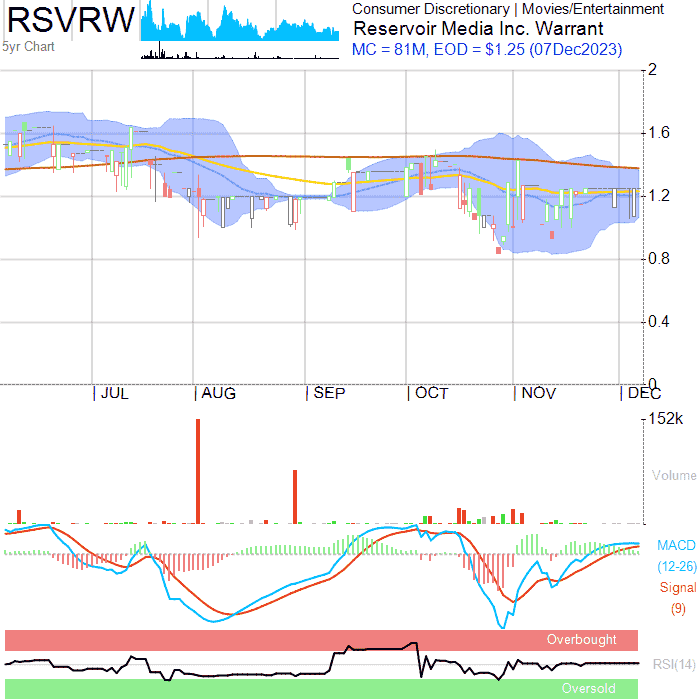 RSVRW
5yr Chart
Consumer Discretionary | Movies/Entertainment
Reservoir Media Inc. Warrant
MC = 81M, EOD = $1.25 (07Dec2023)
2
1.6
1.2
0.8
0.4
0
JUL AUG SEP OCT NOV DEC
152k
Volume
MACD
(12-26)
Signal
(9)
Overbought
RSI(14)
Oversold